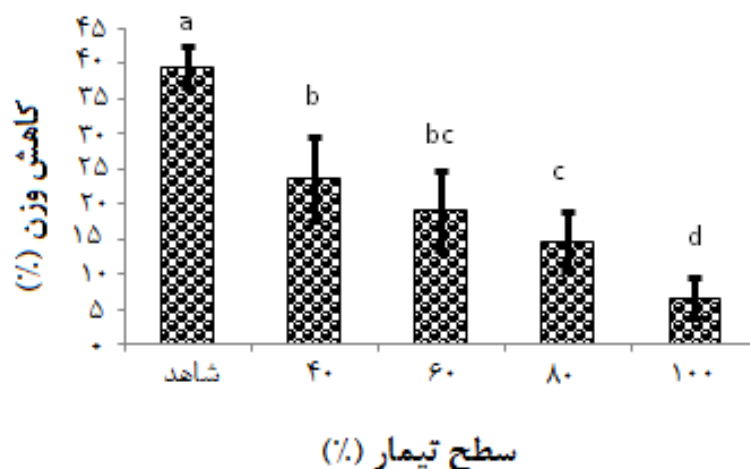 کاهش وزن (%)
۴۵
۴۰
۳۵
۳۰
۲۵
۲۰
۱۵
۱۰
۵
۰
a
b
bc
c
d
شاهد ۴۰ ۶۰ ۸۰ ۱۰۰
سطح تیمار (%)